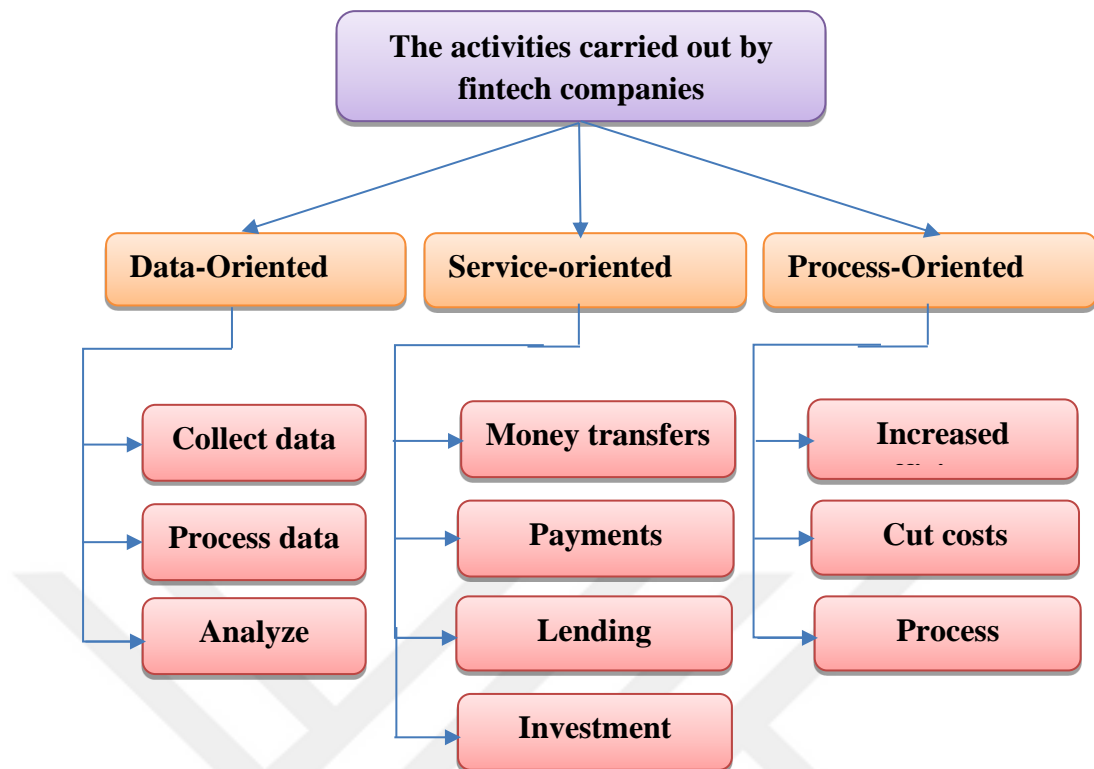 The activities carried out by
fintech companies
Data-Oriented
Service-oriented
Process-Oriented
Collect data
Process data
Analyze
Money transfers
Payments
Lending
Investment
Increased
Cut costs
Process